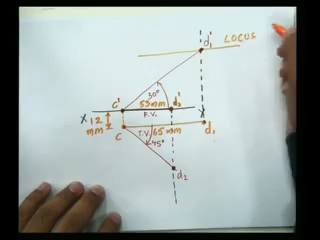 d₁'
LOCUS
30°
c'
53mm
d₂'
X
Y
F.V.
12
mm
c
T.V.
65 mm
d₁
45°
d₂